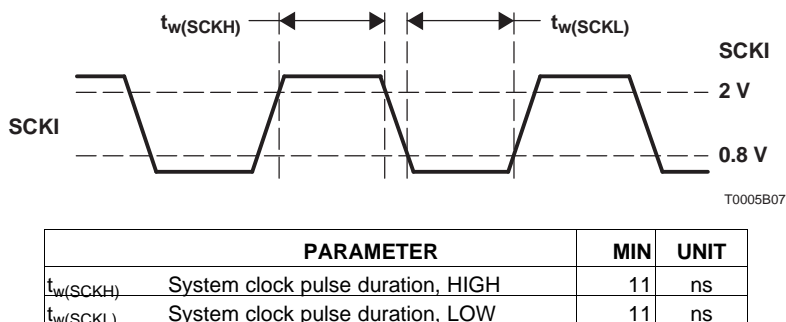 tw(SCKH) tw(SCKL)
SCKI
2 V
SCKI
0.8 V
T0005B07
PARAMETER MIN UNIT
tw(SCKH) System clock pulse duration, HIGH 11 ns
tw(SCKL) System clock pulse duration, LOW 11 ns